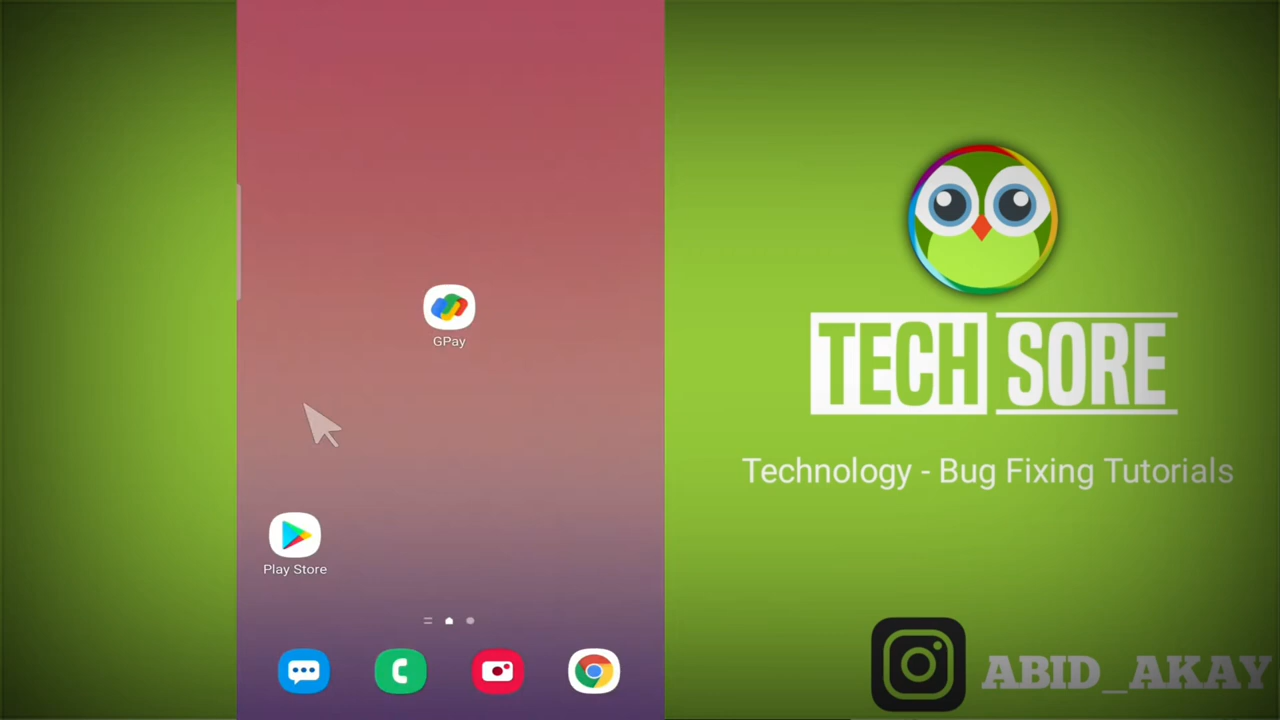 GPay
Play Store
TECH SORE
Technology - Bug Fixing Tutorials
ABID_AKAY